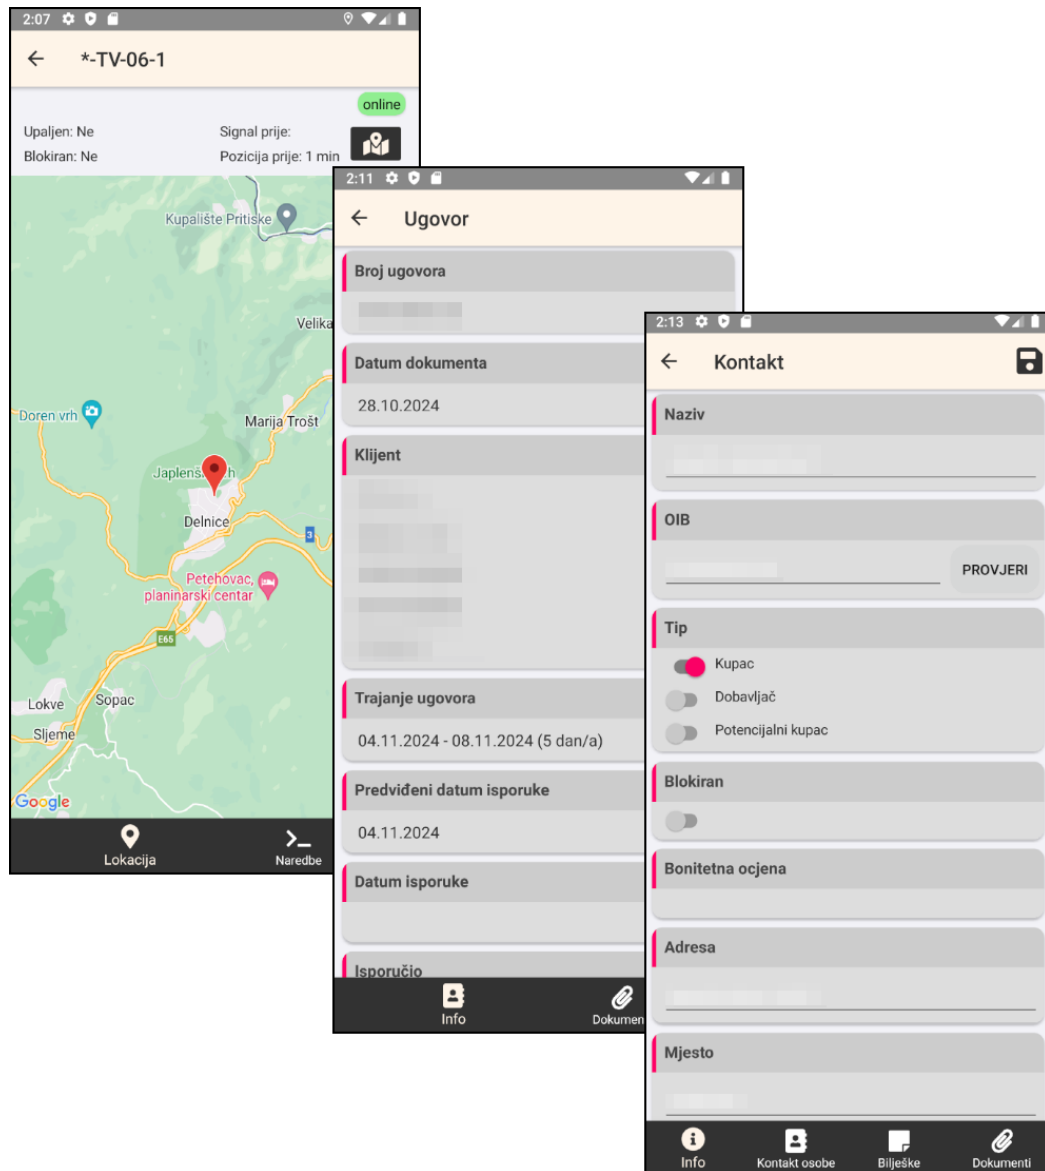 2:07
*-TV-06-1
online
Upaljen: Ne
Signal prije:
Blokiran: Ne
Pozicija prije: 1 min
Kupalište Pritiske
Velika
Doren vrh
Marija Trošt
Delnice
3
Petehovac,
planinarski centar
E65
Lokve
Sopac
Sljeme
Google
Lokacija
Naredbe
2:11
Ugovor
Broj ugovora
Datum dokumenta
28.10.2024
Klijent
Trajanje ugovora
04.11.2024 - 08.11.2024 (5 dan/a)
Predviđeni datum isporuke
04.11.2024
Datum isporuke
Isporučio
Info
Dokumen
2:13
Kontakt
Naziv
OIB
PROVJERI
Tip
Kupac
Dobavljač
Potencijalni kupac
Blokiran
Bonitetna ocjena
Adresa
Mjesto
Info
Kontakt osobe
Bilješke
Dokumenti